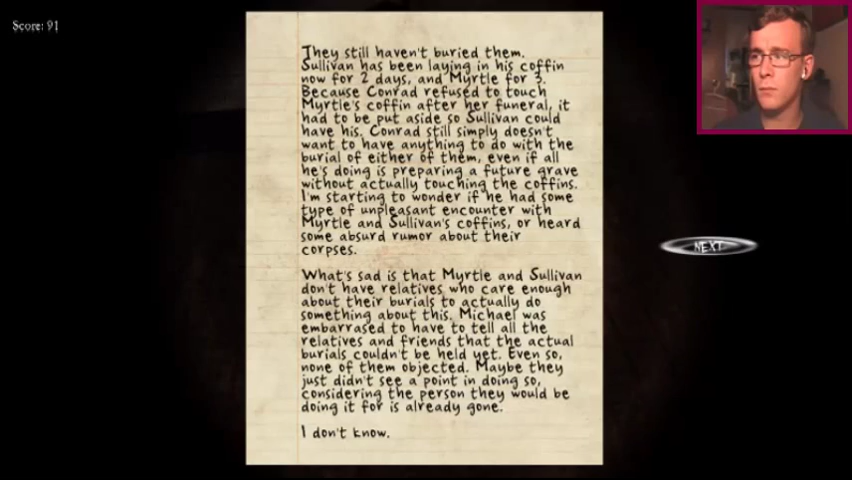 Score: 91
They still haven't buried them.
Sullivan has been laying in his coffin
now for 2 days, and Myrtle for 3.
Because Conrad refused to touch
Myrtle's coffin after her funeral, it
had to be put aside so Sullivan could
have his. Conrad still simply doesn't
want to have anything to do with the
burial of either of them, even if all
he's doing is preparing a future grave
without actually touching the coffins.
I'm starting to wonder if he had some
type of unpleasant encounter with
Myrtle and Sullivan's coffins, or heard
some absurd rumor about their
corpses.
What's sad is that Myrtle and Sullivan
don't have relatives who care enough
about their burials to actually do
something about this. Michael was
embarrased to have to tell all the
relatives and friends that the actual
burials couldn't be held yet. Even so,
none of them objected. Maybe they
just didn't see a point in doing so,
considering the person they would be
doing it for is already gone.
I don't know.
NEXT